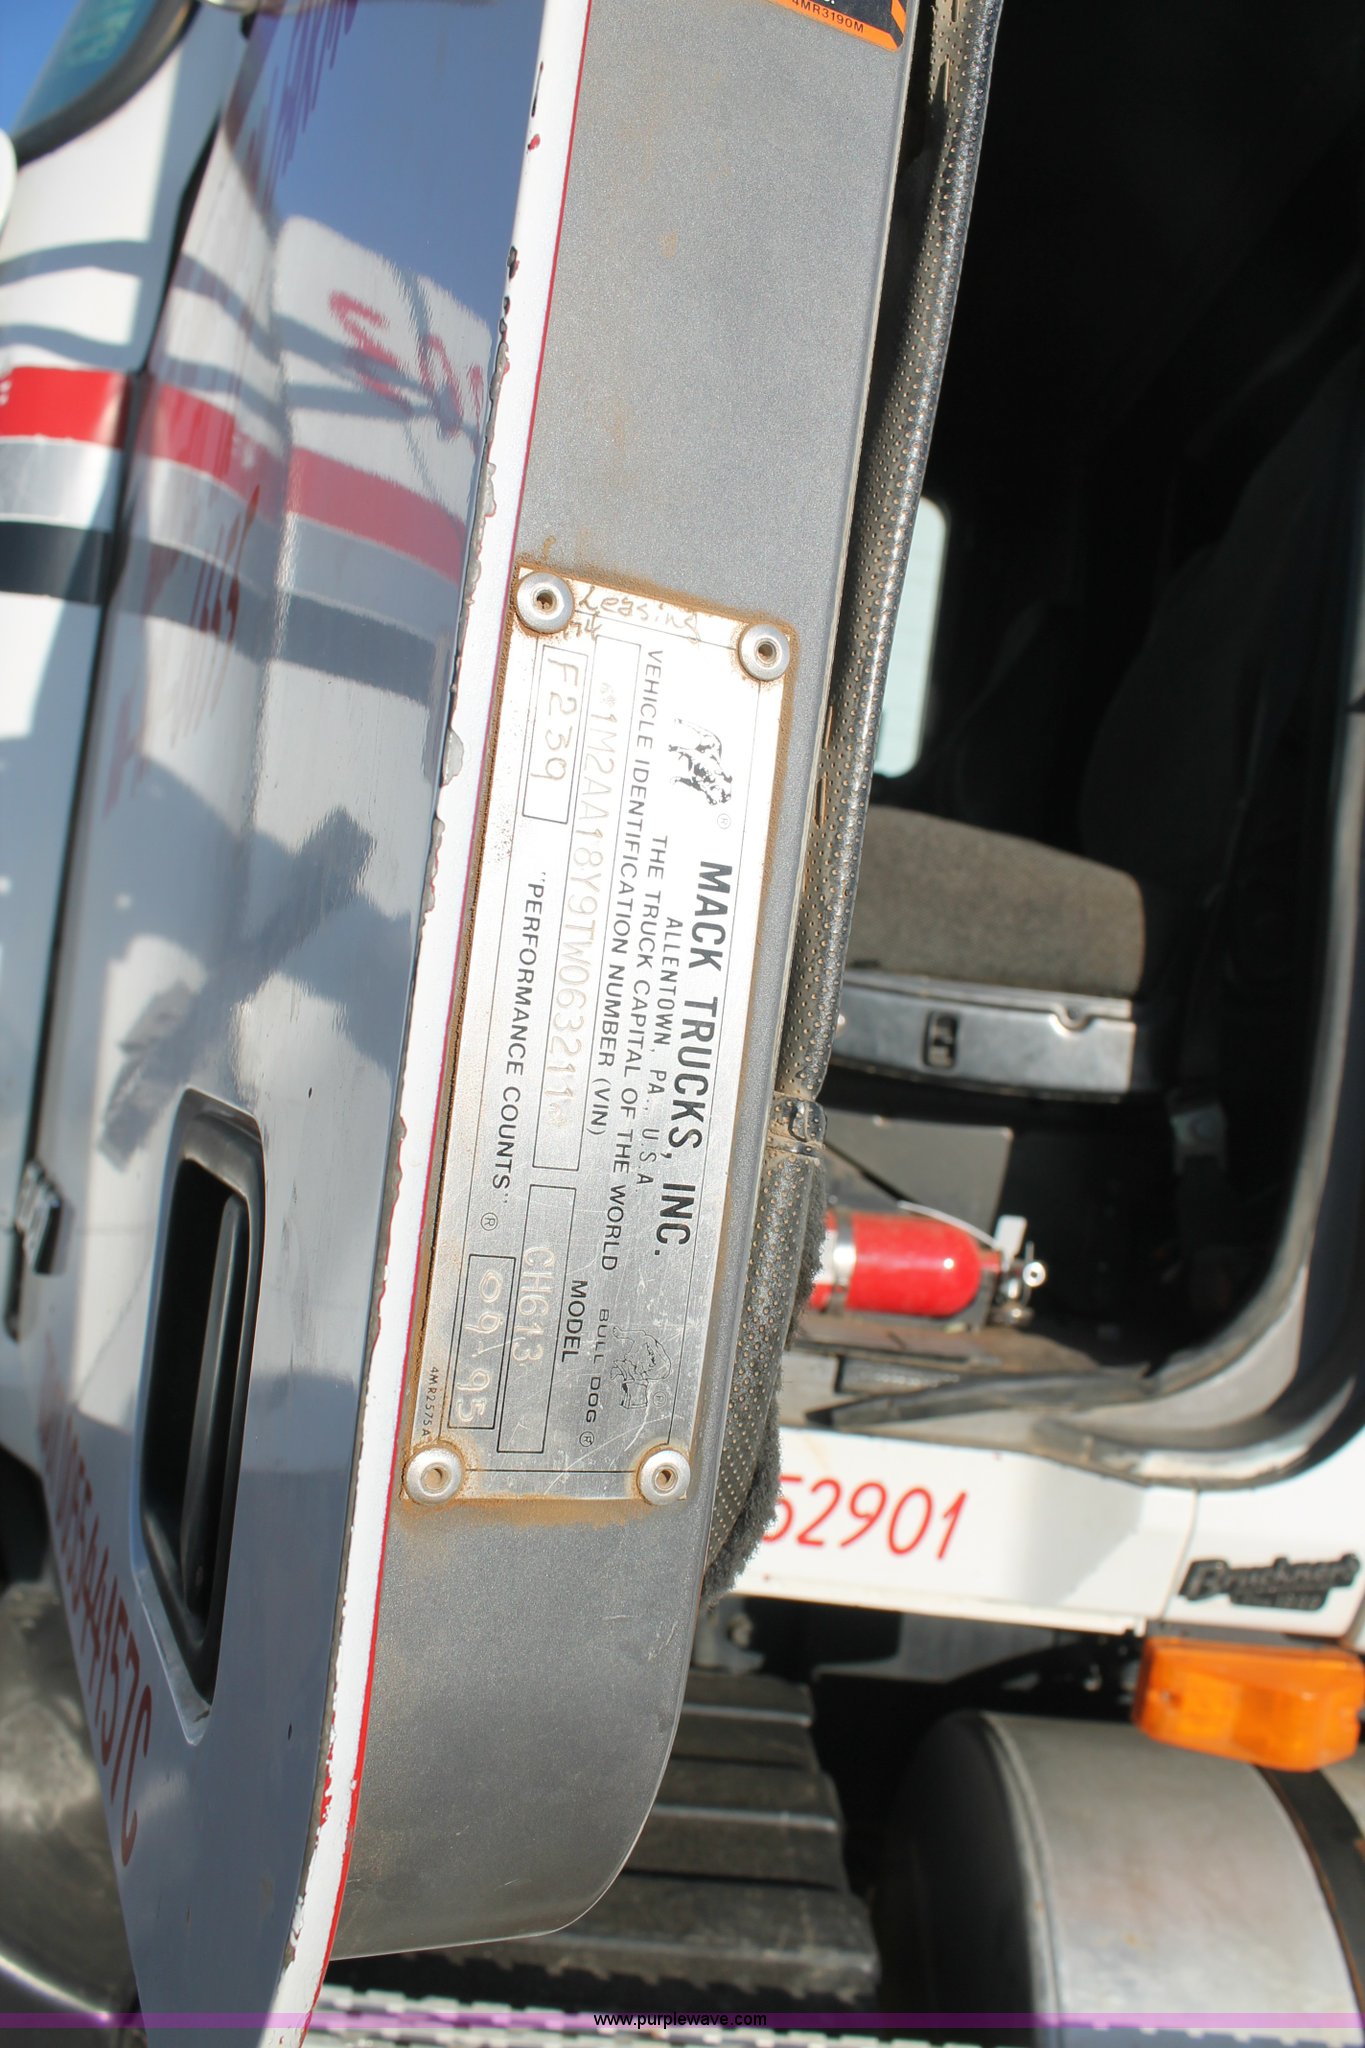 4MR3190M
Leasing
MACK TRUCKS, INC.
ALLENTOWN, PA., U.S.A.
THE TRUCK CAPITAL OF THE WORLD
BULL DOG ®
VEHICLE IDENTIFICATION NUMBER (VIN)
MODEL
*1M2AA18Y9TW063211*
CH613
F239
"PERFORMANCE COUNTS" ®
09 95
4MR2575A
52901
Bruckner's
www.purplewave.com